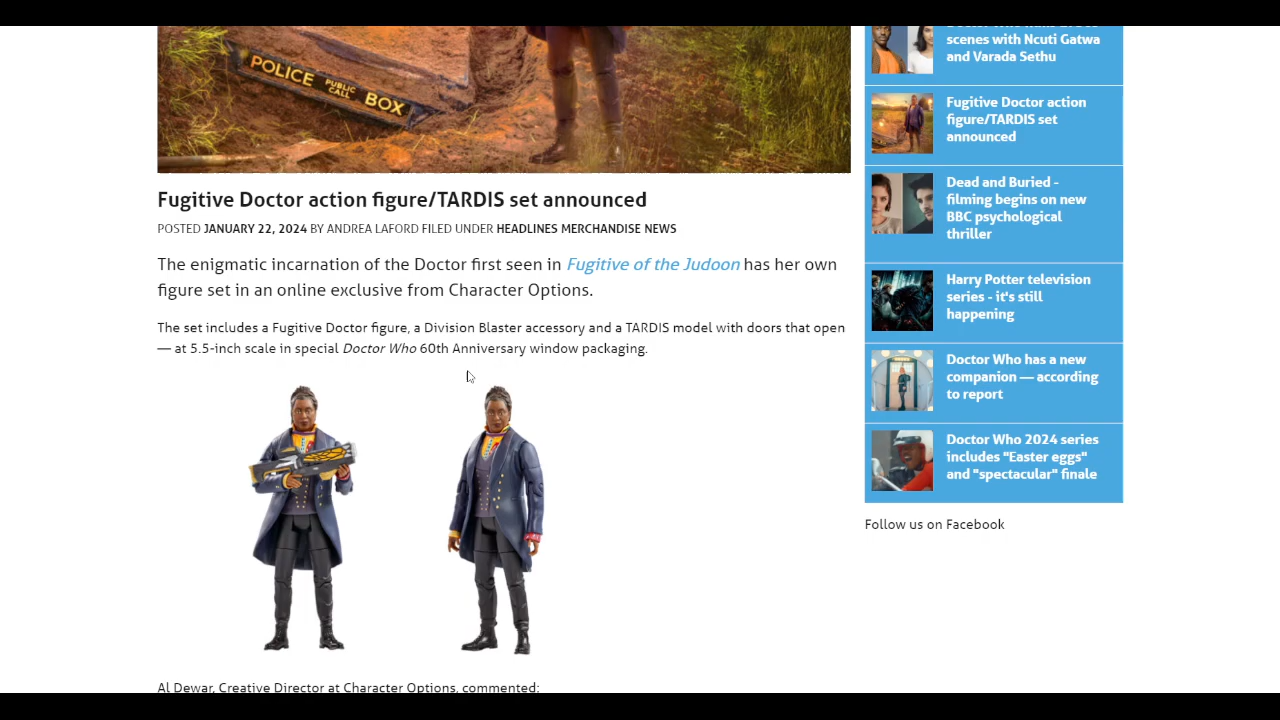 POLICE PUBLIC CALL BOX
Fugitive Doctor action figure/TARDIS set announced
POSTED JANUARY 22, 2024 BY ANDREA LAFORD FILED UNDER HEADLINES MERCHANDISE NEWS
The enigmatic incarnation of the Doctor first seen in Fugitive of the Judoon has her own
figure set in an online exclusive from Character Options.
The set includes a Fugitive Doctor figure, a Division Blaster accessory and a TARDIS model with doors that open
— at 5.5-inch scale in special Doctor Who 60th Anniversary window packaging.
Al Dewar, Creative Director at Character Options, commented:
scenes with Ncuti Gatwa
and Varada Sethu
Fugitive Doctor action
figure/TARDIS set
announced
Dead and Buried -
filming begins on new
BBC psychological
thriller
Harry Potter television
series - it's still
happening
Doctor Who has a new
companion — according
to report
Doctor Who 2024 series
includes "Easter eggs"
and "spectacular" finale
Follow us on Facebook